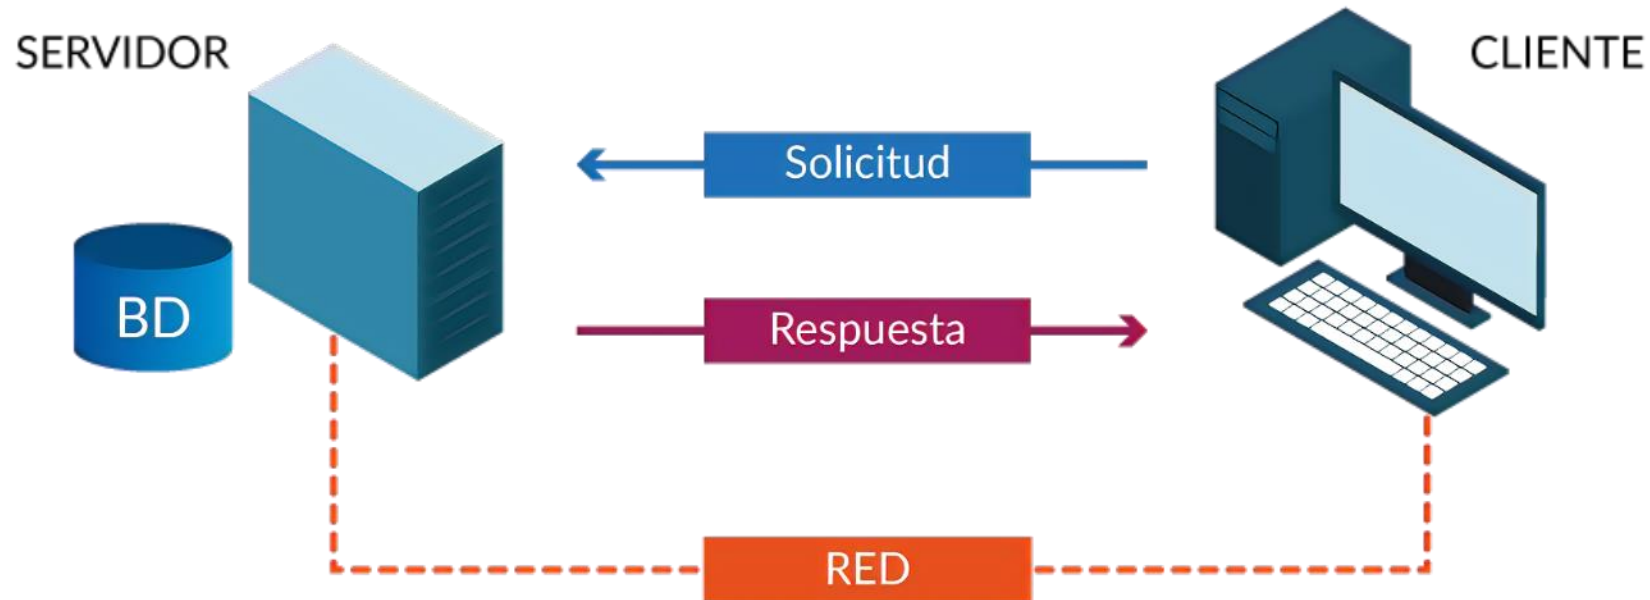 SERVIDOR
CLIENTE
Solicitud
BD
Respuesta
RED